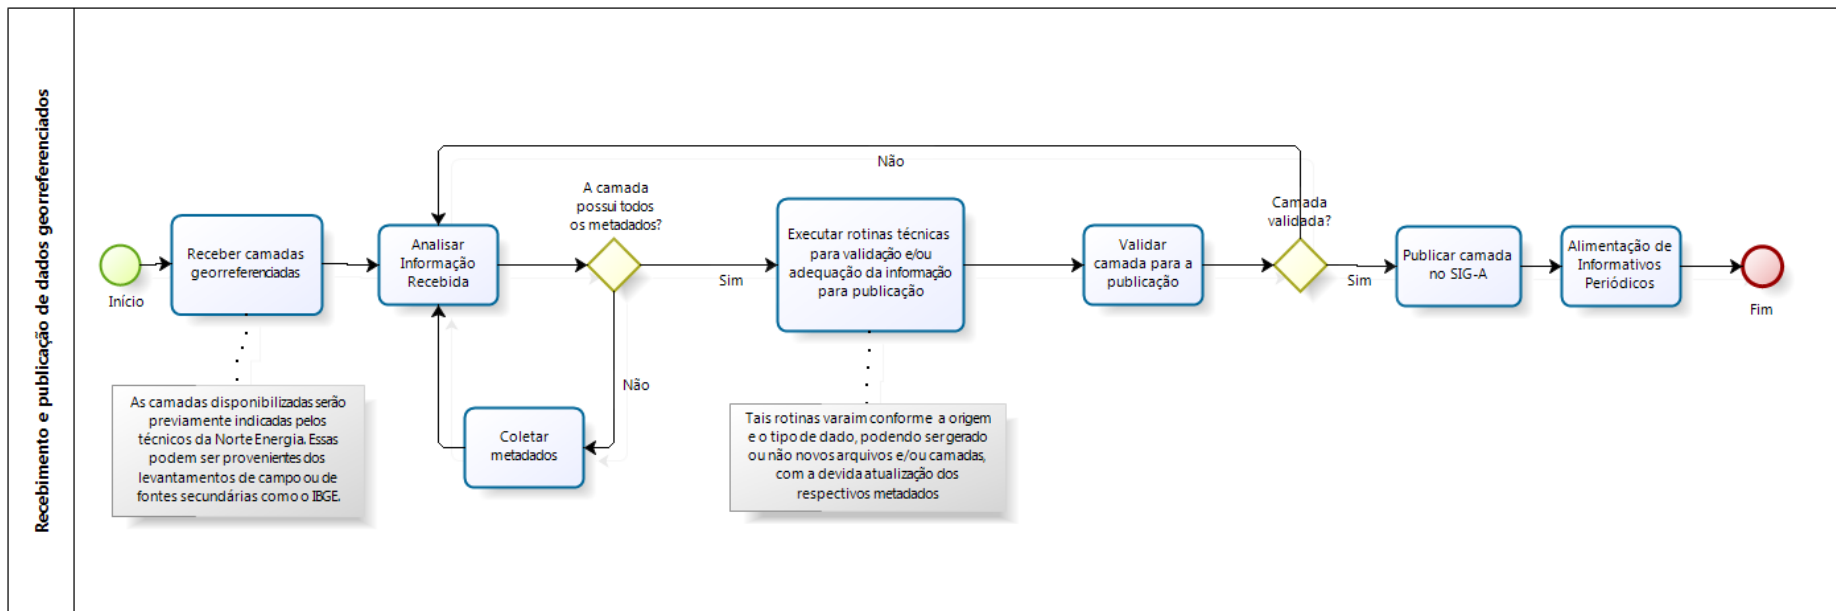 Recebimento e publicação de dados georreferenciados
Início
Receber camadas
georreferenciadas
As camadas disponibilizadas serão
previamente indicadas pelos
técnicos da Norte Energia. Essas
podem ser provenientes dos
levantamentos de campo ou de
fontes secundárias como o IBGE.
Analisar
Informação
Recebida
A camada
possui todos
os metadados?
Não
Coletar
metadados
Sim
Executar rotinas técnicas
para validação e/ou
adequação da informação
para publicação
Tais rotinas varaim conforme a origem
e o tipo de dado, podendo ser gerado
ou não novos arquivos e/ou camadas,
com a devida atualização dos
respectivos metadados
Validar
camada para a
publicação
Camada
validada?
Não
Sim
Publicar camada
no SIG-A
Alimentação de
Informativos
Periódicos
Fim